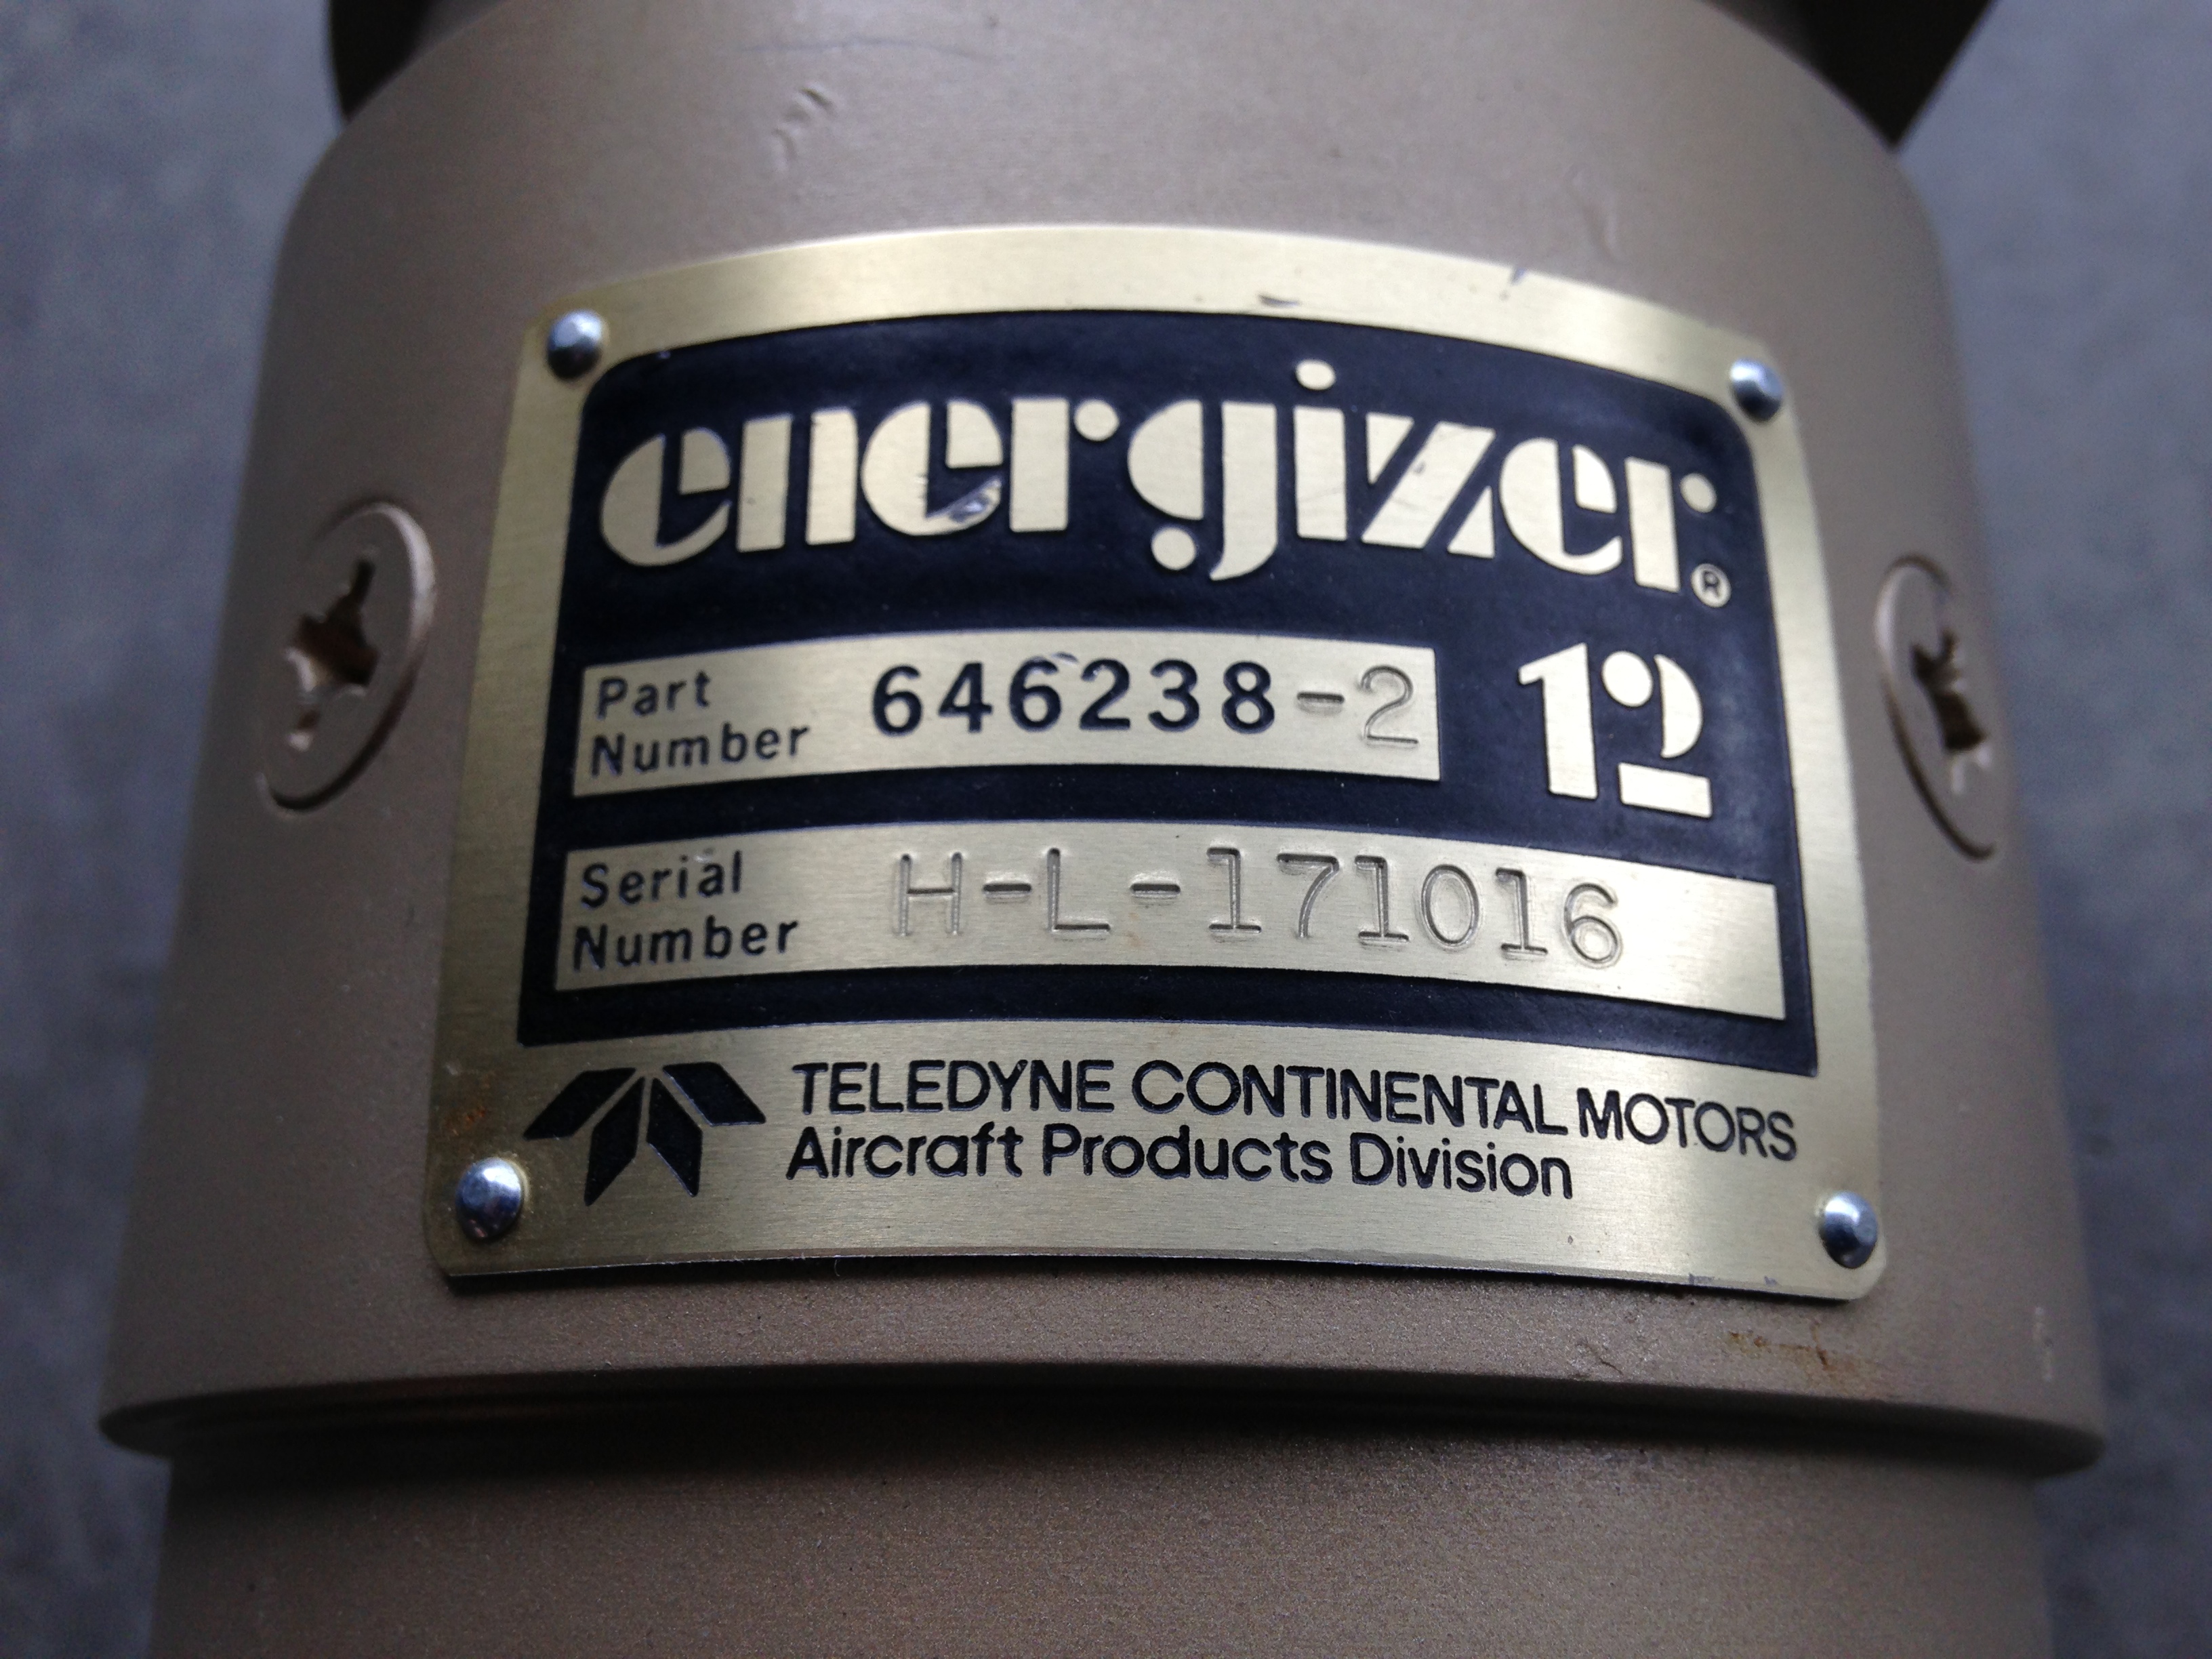 energizer®
Part
Number 646238-2
12
Serial
Number H-L-171016
TELEDYNE CONTINENTAL MOTORS
Aircraft Products Division